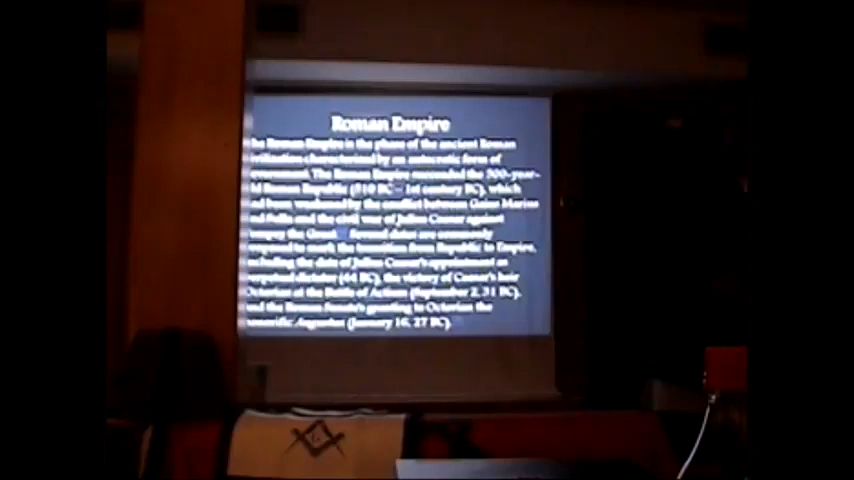 Roman Empire
he Roman Empire is the phase of the ancient Roman
ivilization characterized by an autocratic form of
vernment. The Roman Empire succeeded the 500-year-
ld Roman Republic (510 BC – 1st century BC), which
ad been weakened by the conflict between Gaius Marius
nd Sulla and the civil war of Julius Caesar against
ompey the Great. Several dates are commonly
roposed to mark the transition from Republic to Empire,
ncluding the date of Julius Caesar's appointment as
erpetual dictator (44 BC), the victory of Caesar's heir
Octavian at the Battle of Actium (September 2, 31 BC),
nd the Roman Senate's granting to Octavian the
onorific Augustus (January 16, 27 BC).
G